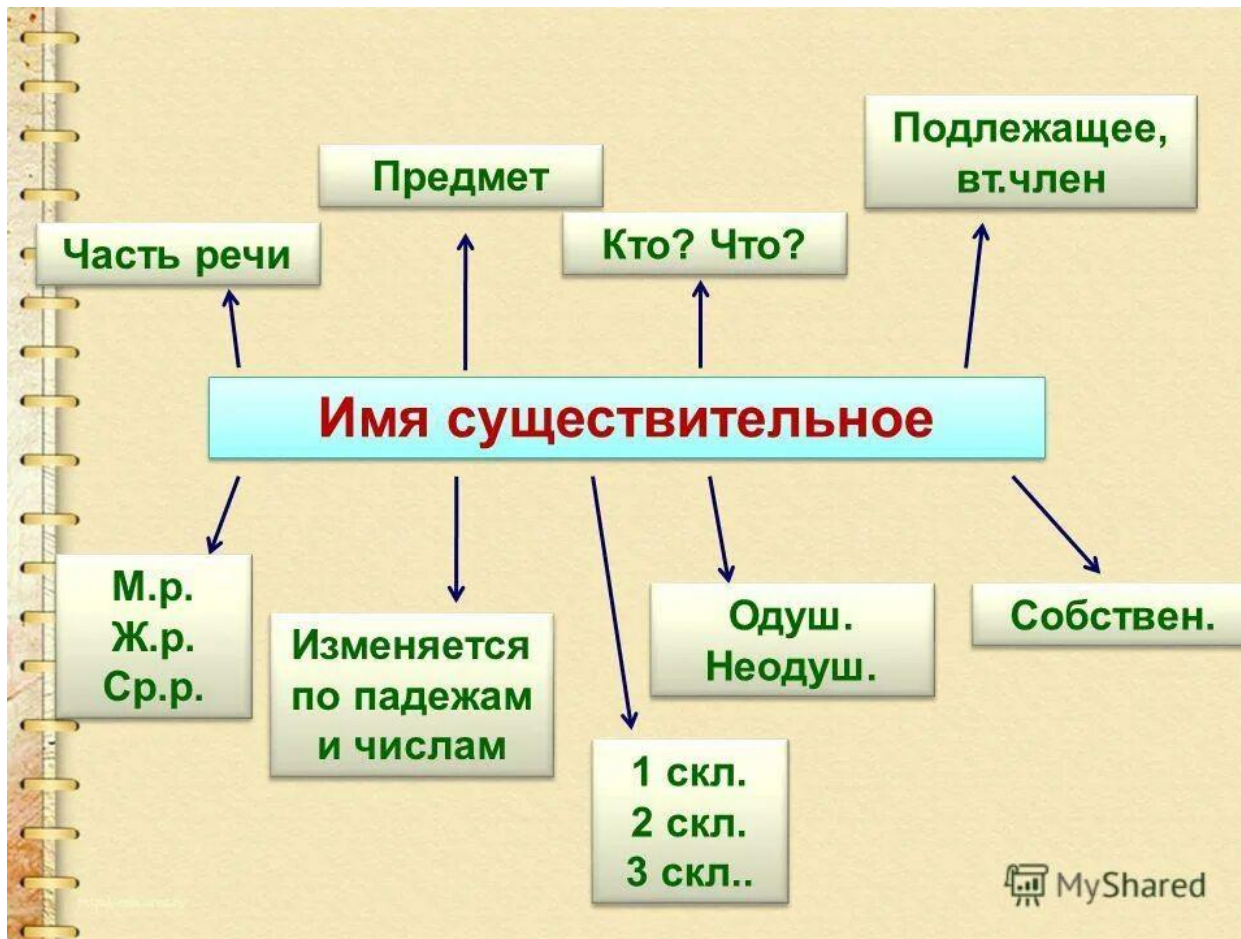 Подлежащее,
вт.член
Предмет
Кто? Что?
Часть речи
Имя существительное
М.р.
Ж.р.
Ср.р.
Изменяется
по падежам
и числам
1 скл.
2 скл.
3 скл..
Одуш.
Неодуш.
Собствен.
MyShared